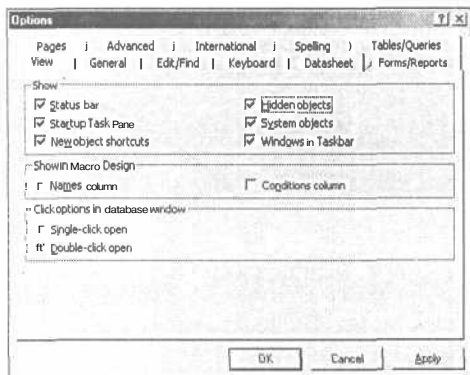 Options
Pages Advanced International Spelling Tables/Queries
View General Edit/Find Keyboard Datasheet Forms/Reports
Show
Status bar Hidden objects
Startup Task Pane System objects
New object shortcuts Windows in Taskbar
Show in Macro Design
Names column Conditions column
Click options in database window
Single-click open
Double-click open
OK Cancel Apply